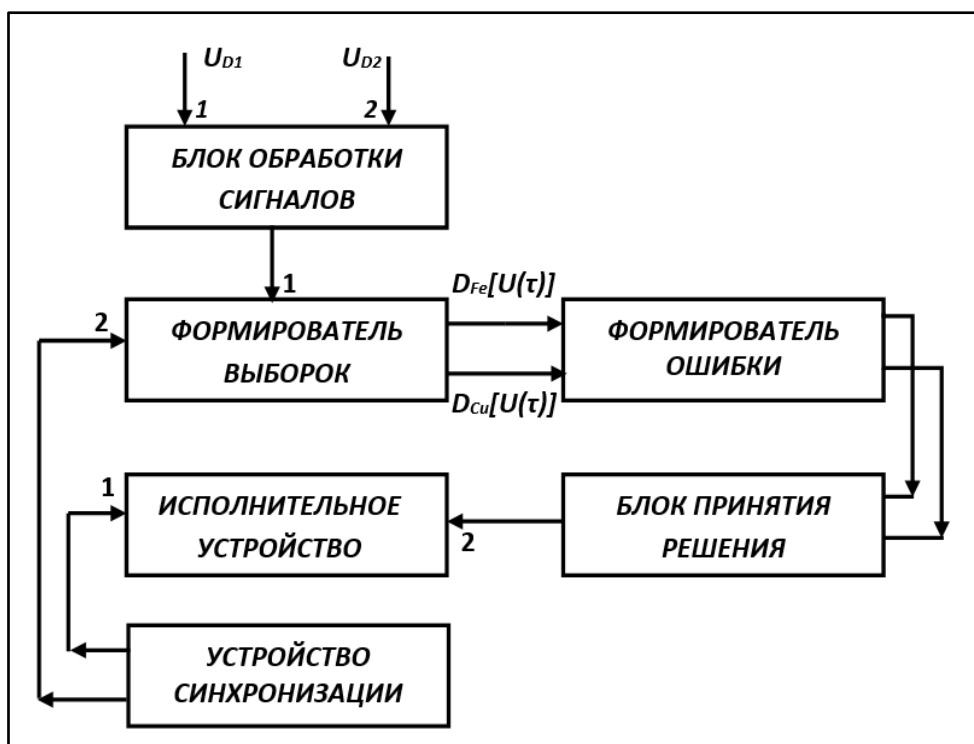 U_D1 U_D2
1 2
БЛОК ОБРАБОТКИ
СИГНАЛОВ
1
D_Fe[U(τ)]
2
ФОРМИРОВАТЕЛЬ
ВЫБОРОК
ФОРМИРОВАТЕЛЬ
ОШИБКИ
D_Cu[U(τ)]
1
ИСПОЛНИТЕЛЬНОЕ
УСТРОЙСТВО
2
БЛОК ПРИНЯТИЯ
РЕШЕНИЯ
УСТРОЙСТВО
СИНХРОНИЗАЦИИ